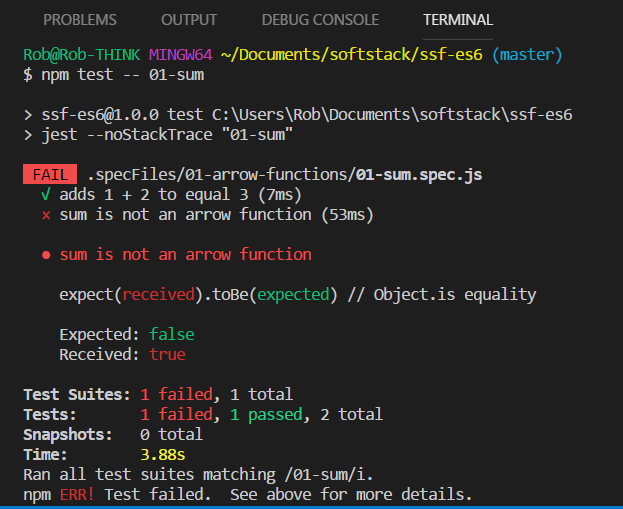 PROBLEMS OUTPUT DEBUG CONSOLE TERMINAL
Rob@Rob-THINK MINGW64 ~/Documents/softstack/ssf-es6 (master)
$ npm test -- 01-sum
> ssf-es6@1.0.0 test C:\Users\Rob\Documents\softstack\ssf-es6
> jest --noStackTrace "01-sum"
FAIL .specFiles/01-arrow-functions/01-sum.spec.js
√ adds 1 + 2 to equal 3 (7ms)
× sum is not an arrow function (53ms)
● sum is not an arrow function
expect(received).toBe(expected) // Object.is equality
Expected: false
Received: true
Test Suites: 1 failed, 1 total
Tests: 1 failed, 1 passed, 2 total
Snapshots: 0 total
Time: 3.88s
Ran all test suites matching /01-sum/i.
npm ERR! Test failed. See above for more details.